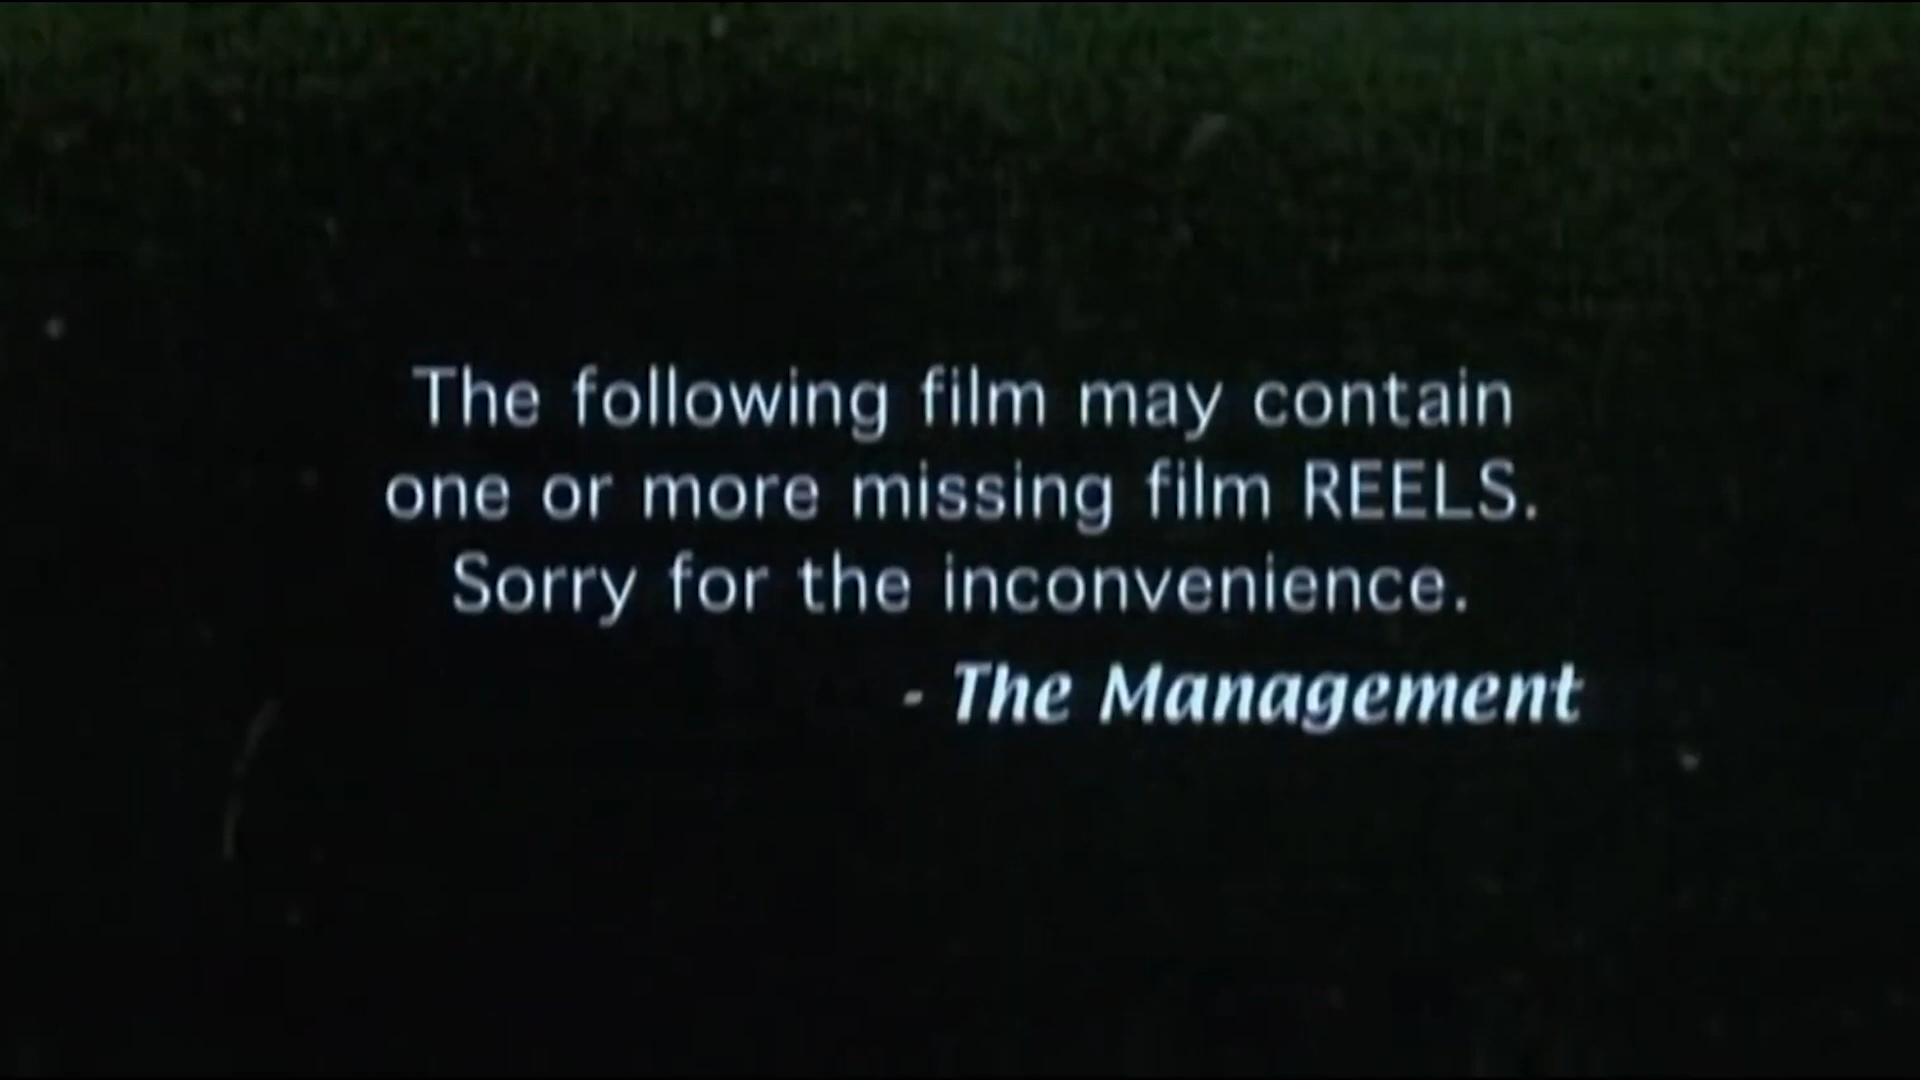 The following film may contain
one or more missing film REELS.
Sorry for the inconvenience.
- The Management